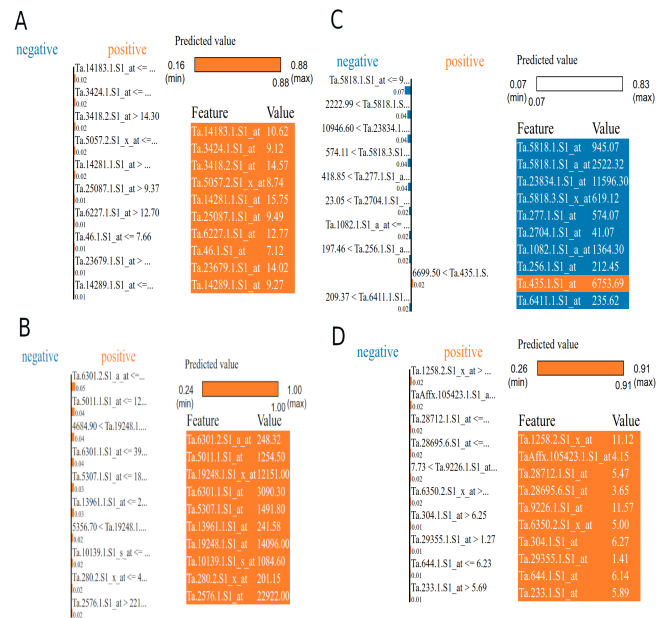 A
negative
positive
Predicted value
0.16
(min)
0.88
(max)
0.88
Ta.14183.1.S1_at <= ...
0.02
Ta.3424.1.S1_at <= ...
0.02
Ta.3418.2.S1_at > 14.30
0.02
Ta.5057.2.S1_x_at <=...
0.02
Ta.14281.1.S1_at > ...
0.02
Ta.25087.1.S1_at > 9.37
0.01
Ta.6227.1.S1_at > 12.70
0.01
Ta.46.1.S1_at <= 7.66
0.01
Ta.23679.1.S1_at > ...
0.01
Ta.14289.1.S1_at <=...
0.01
Feature Value
Ta.14183.1.S1_at 10.62
Ta.3424.1.S1_at 9.12
Ta.3418.2.S1_at 14.57
Ta.5057.2.S1_x_at 8.74
Ta.14281.1.S1_at 15.75
Ta.25087.1.S1_at 9.49
Ta.6227.1.S1_at 12.77
Ta.46.1.S1_at 7.12
Ta.23679.1.S1_at 14.02
Ta.14289.1.S1_at 9.27
B
negative
positive
Predicted value
0.24
(min)
1.00
(max)
1.00
Ta.6301.2.S1_a_at <=...
0.05
Ta.5011.1.S1_at <= 12...
0.04
4684.90 < Ta.19248.1....
0.04
Ta.6301.1.S1_at <= 39...
0.04
Ta.5307.1.S1_at <= 18...
0.03
Ta.13961.1.S1_at <= 2...
0.03
5356.70 < Ta.19248.1....
0.02
Ta.10139.1.S1_s_at <= ...
0.02
Ta.280.2.S1_x_at <= 4...
0.02
Ta.2576.1.S1_at > 221...
0.02
Feature Value
Ta.6301.2.S1_a_at 248.32
Ta.5011.1.S1_at 1254.50
Ta.19248.1.S1_x_at 12151.00
Ta.6301.1.S1_at 3090.30
Ta.5307.1.S1_at 1491.80
Ta.13961.1.S1_at 241.58
Ta.19248.1.S1_at 14096.00
Ta.10139.1.S1_s_at 1084.60
Ta.280.2.S1_x_at 201.15
Ta.2576.1.S1_at 22922.00
C
negative
positive
Predicted value
0.07
(min)
0.07
0.83
(max)
Ta.5818.1.S1_at <= 9...
0.07
2222.99 < Ta.5818.1.S...
0.04
10946.60 < Ta.23834.1....
0.04
574.11 < Ta.5818.3.S1...
0.04
418.85 < Ta.277.1.S1_a...
0.04
23.05 < Ta.2704.1.S1_...
0.02
Ta.1082.1.S1_a_at <= ...
0.02
197.46 < Ta.256.1.S1_a...
0.02
6699.50 < Ta.435.1.S.
0.02
209.37 < Ta.6411.1.S1...
0.02
Feature Value
Ta.5818.1.S1_at 945.07
Ta.5818.1.S1_a_at 2522.32
Ta.23834.1.S1_at 11596.30
Ta.5818.3.S1_x_at 619.12
Ta.277.1.S1_at 574.07
Ta.2704.1.S1_at 41.07
Ta.1082.1.S1_a_at 1364.30
Ta.256.1.S1_at 212.45
Ta.435.1.S1_at 6753.69
Ta.6411.1.S1_at 235.62
D
negative
positive
Predicted value
0.26
(min)
0.91
(max)
0.91
Ta.1258.2.S1_x_at > ...
0.02
TaAffx.105423.1.S1_a...
0.02
Ta.28712.1.S1_at <=...
0.02
Ta.28695.6.S1_at <=...
0.02
7.73 < Ta.9226.1.S1_at...
0.02
Ta.6350.2.S1_x_at >...
0.02
Ta.304.1.S1_at > 6.25
0.01
Ta.29355.1.S1_at > 1.27
0.01
Ta.644.1.S1_at <= 6.23
0.02
Ta.233.1.S1_at > 5.69
0.01
Feature Value
Ta.1258.2.S1_x_at 11.12
TaAffx.105423.1.S1_at 4.15
Ta.28712.1.S1_at 5.47
Ta.28695.6.S1_at 3.65
Ta.9226.1.S1_at 11.57
Ta.6350.2.S1_x_at 5.00
Ta.304.1.S1_at 6.27
Ta.29355.1.S1_at 1.41
Ta.644.1.S1_at 6.14
Ta.233.1.S1_at 5.89